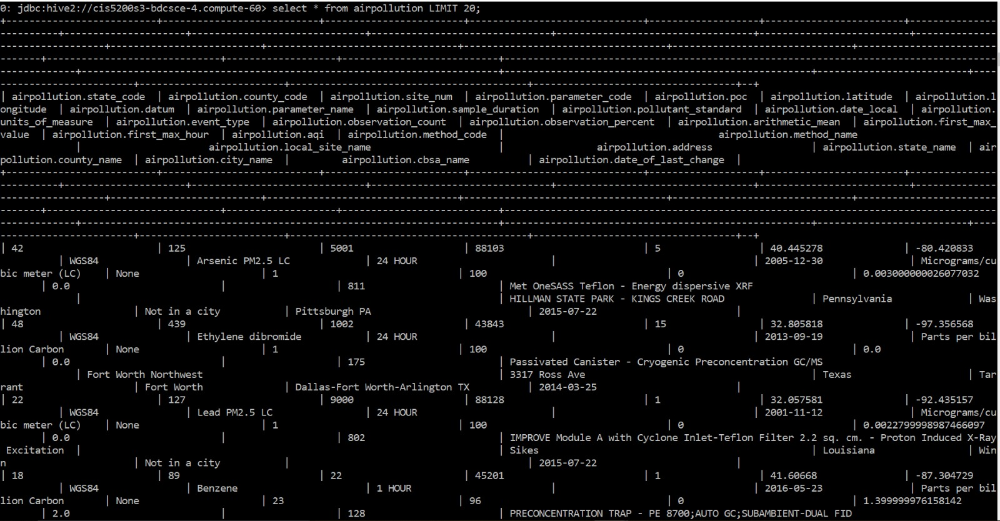 0: jdbc:hive2://cis5200s3-bdcsce-4.compute-60> select * from airpollution LIMIT 20;
| airpollution.state_code | airpollution.county_code | airpollution.site_num | airpollution.parameter_code | airpollution.poc | airpollution.latitude | airpollution.l
ongitude | airpollution.datum | airpollution.parameter_name | airpollution.sample_duration | airpollution.pollutant_standard | airpollution.date_local | airpollution.
units_of_measure | airpollution.event_type | airpollution.observation_count | airpollution.observation_percent | airpollution.arithmetic_mean | airpollution.first_max_
value | airpollution.first_max_hour | airpollution.aqi | airpollution.method_code | airpollution.method_name
| airpollution.local_site_name | airpollution.address | airpollution.state_name | air
pollution.county_name | airpollution.city_name | airpollution.cbsa_name | airpollution.date_of_last_change |
| 42 | 125 | 5001 | 88103 | 5 | 40.445278 | -80.420833
| WGS84 | Arsenic PM2.5 LC | 24 HOUR | | 2005-12-30 | Micrograms/cu
bic meter (LC) | None | 1 | 100 | 0 | 0.003000000026077032
| 0.0 | | 811 | Met OneSASS Teflon - Energy dispersive XRF
| | HILLMAN STATE PARK - KINGS CREEK ROAD | Pennsylvania | Was
hington | Not in a city | Pittsburgh PA | 2015-07-22 |
| 48 | 439 | 1002 | 43843 | 15 | 32.805818 | -97.356568
| WGS84 | Ethylene dibromide | 24 HOUR | | 2013-09-19 | Parts per bil
lion Carbon | None | 1 | 100 | 0 | 0.0
| 0.0 | | 175 | Passivated Canister - Cryogenic Preconcentration GC/MS
| Fort Worth Northwest | 3317 Ross Ave | Texas | Tar
rant | Fort Worth | Dallas-Fort Worth-Arlington TX | 2014-03-25 |
| 22 | 127 | 9000 | 88128 | 1 | 32.057581 | -92.435157
| WGS84 | Lead PM2.5 LC | 24 HOUR | | 2001-11-12 | Micrograms/cu
bic meter (LC) | None | 1 | 100 | 0 | 0.0022799998987466097
| 0.0 | | 802 | IMPROVE Module A with Cyclone Inlet-Teflon Filter 2.2 sq. cm. - Proton Induced X-Ray
Excitation | | Sikes | Louisiana | Win
n | Not in a city | | 2015-07-22 |
| 18 | 89 | 22 | 45201 | 1 | 41.60668 | -87.304729
| WGS84 | Benzene | 1 HOUR | | 2016-05-23 | Parts per bil
lion Carbon | None | 23 | 96 | 0 | 1.399999976158142
| 2.0 | | 128 | PRECONCENTRATION TRAP - PE 8700;AUTO GC;SUBAMBIENT-DUAL FID